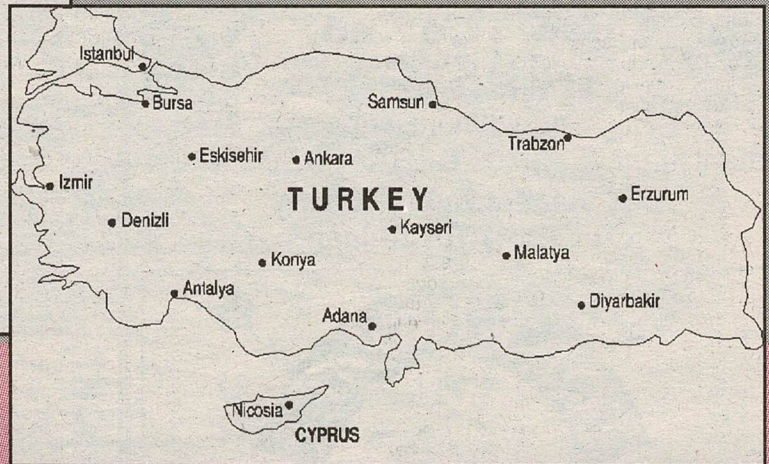 Istanbul
Bursa
Samsun
Trabzon
Eskisehir
Ankara
Izmir
TURKEY
Erzurum
Denizli
Kayseri
Konya
Malatya
Antalya
Diyarbakir
Adana
Nicosia
CYPRUS